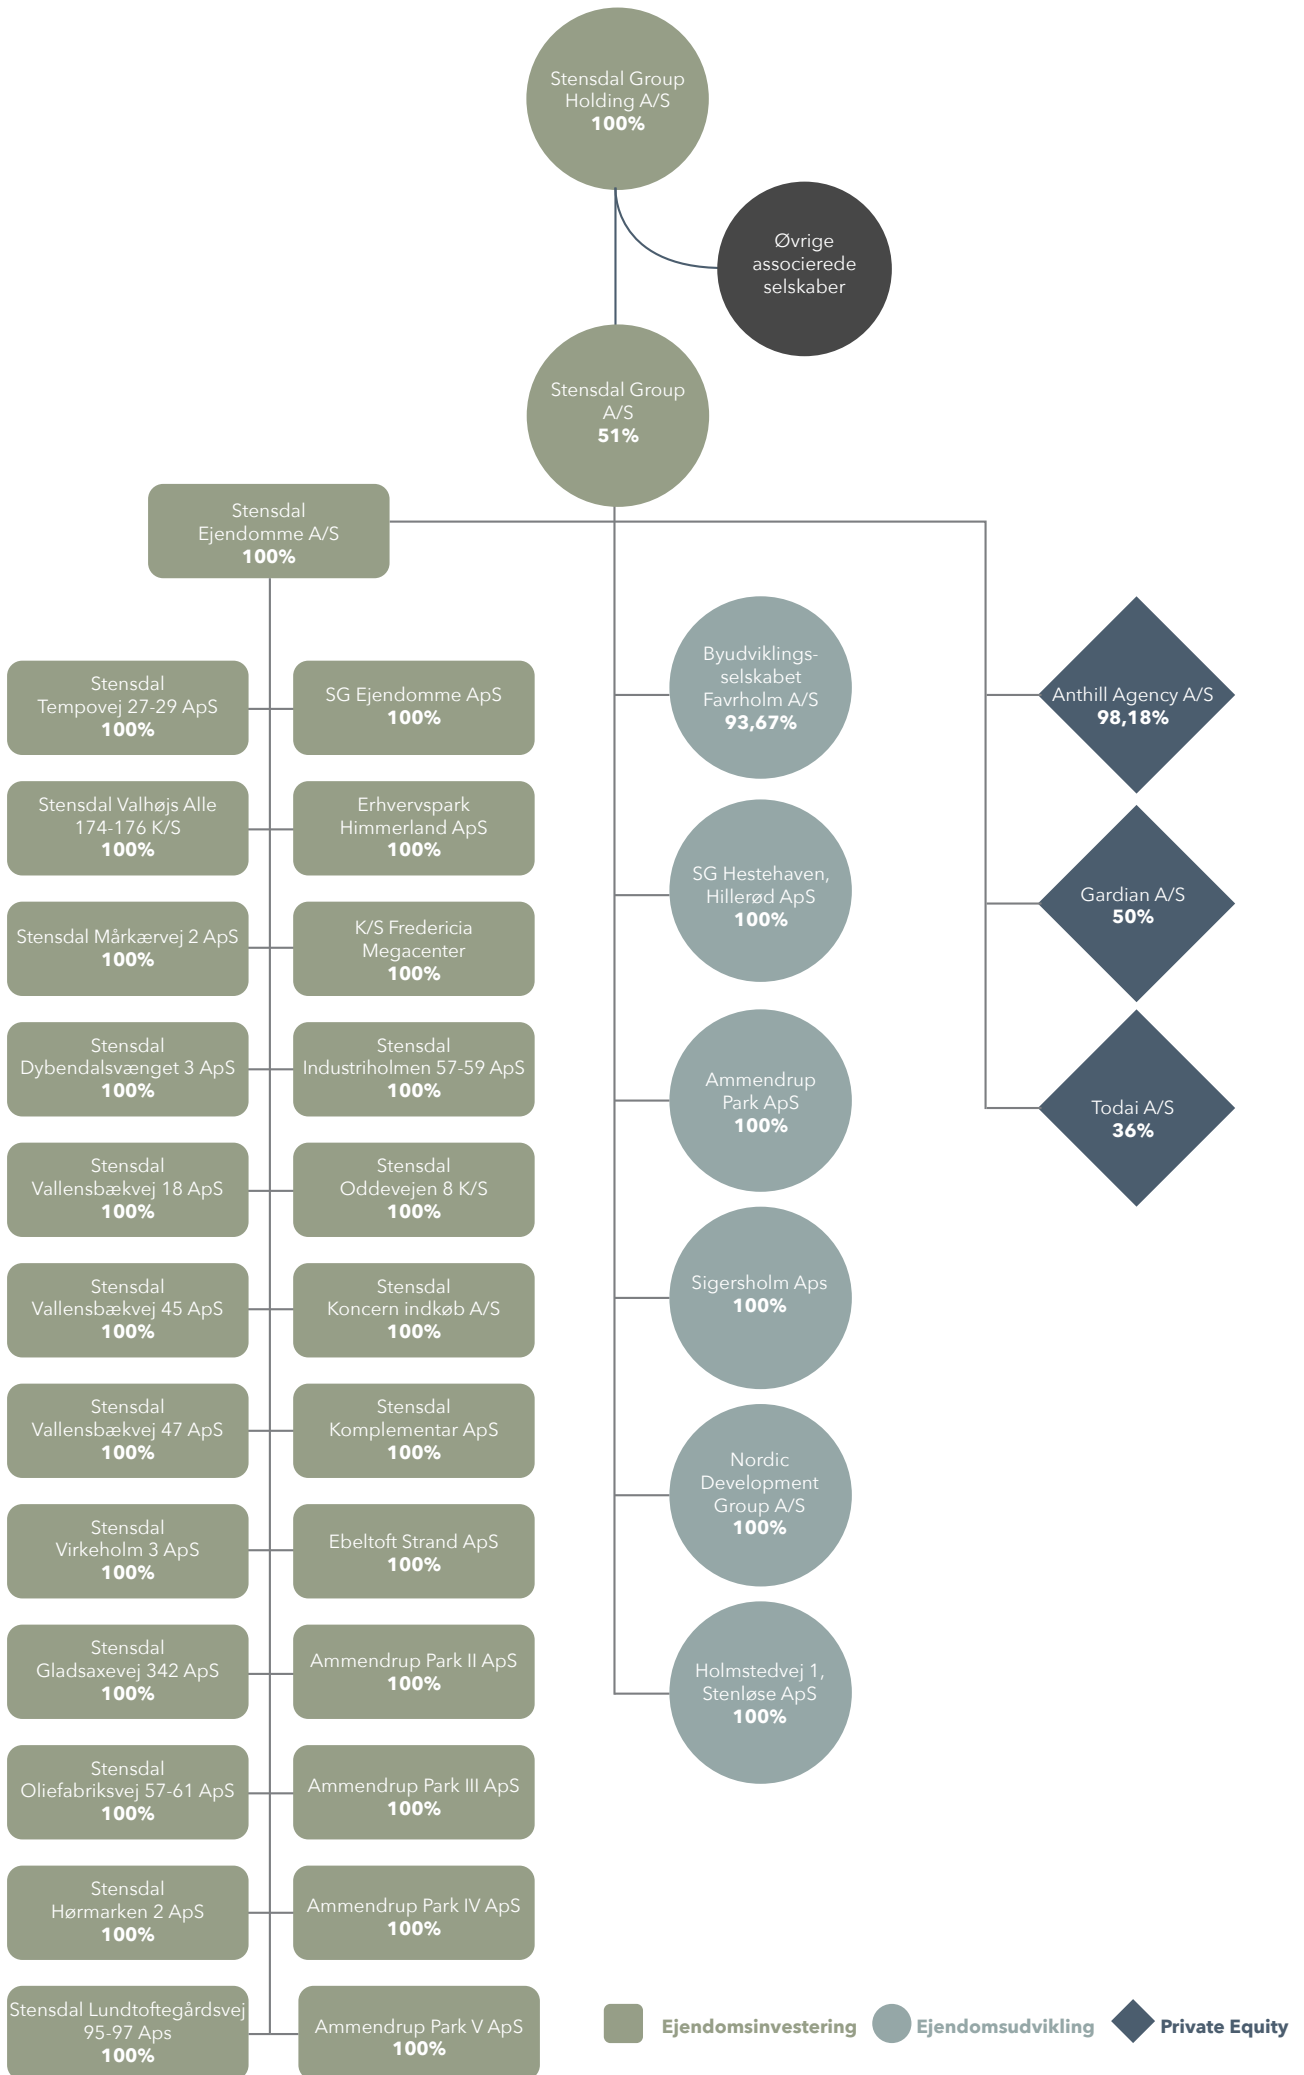 Stensdal Group
Holding A/S
100%
Øvrige
associerede
selskaber
Stensdal Group
A/S
51%
Stensdal
Ejendomme A/S
100%
Stensdal
Tempovej 27-29 ApS
100%
SG Ejendomme ApS
100%
Stensdal Valhøjs Alle
174-176 K/S
100%
Erhvervspark
Himmerland ApS
100%
Stensdal Mårkærvej 2 ApS
100%
K/S Fredericia
Megacenter
100%
Stensdal
Dybendalsvænget 3 ApS
100%
Stensdal
Industriholmen 57-59 ApS
100%
Stensdal
Vallensbækvej 18 ApS
100%
Stensdal
Oddevejen 8 K/S
100%
Stensdal
Vallensbækvej 45 ApS
100%
Stensdal
Koncern indkøb A/S
100%
Stensdal
Vallensbækvej 47 ApS
100%
Stensdal
Komplementar ApS
100%
Stensdal
Virkeholm 3 ApS
100%
Ebeltoft Strand ApS
100%
Stensdal
Gladsaxevej 342 ApS
100%
Ammendrup Park II ApS
100%
Stensdal
Oliefabriksvej 57-61 ApS
100%
Ammendrup Park III ApS
100%
Stensdal
Hørmarken 2 ApS
100%
Ammendrup Park IV ApS
100%
Stensdal Lundtoftegårdsvej
95-97 Aps
100%
Ammendrup Park V ApS
100%
Byudviklings-
selskabet
Favrholm A/S
93,67%
SG Hestehaven,
Hillerød ApS
100%
Ammendrup
Park ApS
100%
Sigersholm Aps
100%
Nordic
Development
Group A/S
100%
Holmstedvej 1,
Stenløse ApS
100%
Anthill Agency A/S
98,18%
Gardian A/S
50%
Todai A/S
36%
Ejendomsinvestering
Ejendomsudvikling
Private Equity